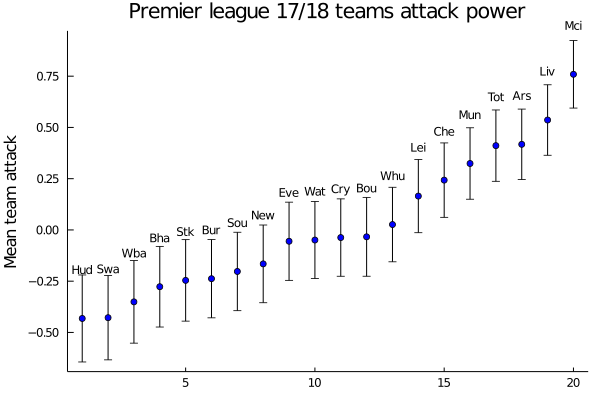 Premier league 17/18 teams attack power
Mci
0.75
Liv
Tot Ars
Mun
0.50
Che
Lei
Whu
0.25
Eve Wat Cry Bou
New
Sou
Bur
Stk
Bha
0.00
Wba
Hud Swa
-0.25
-0.50
Mean team attack
5 10 15 20